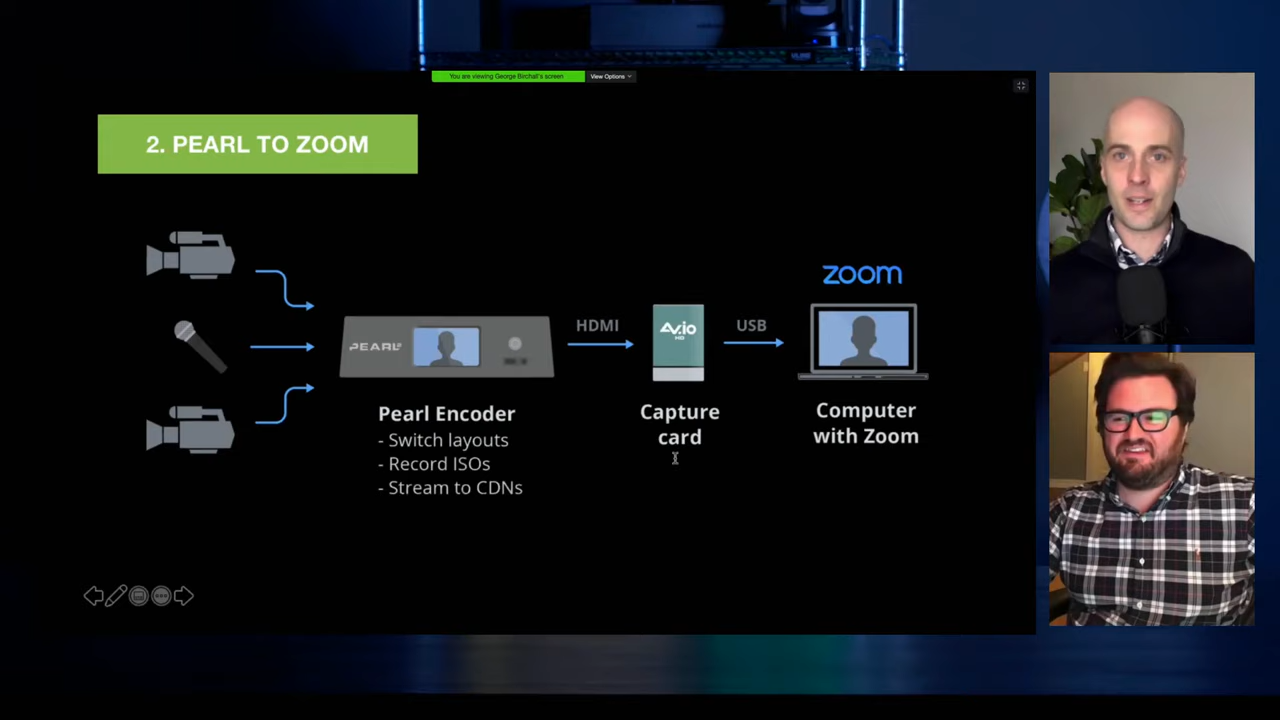 You are viewing George Birchall's screen
View Options
2. PEARL TO ZOOM
zoom
PEARL
HDMI
AV.io
HD
USB
Pearl Encoder
- Switch layouts
- Record ISOs
- Stream to CDNs
Capture
card
Computer
with Zoom